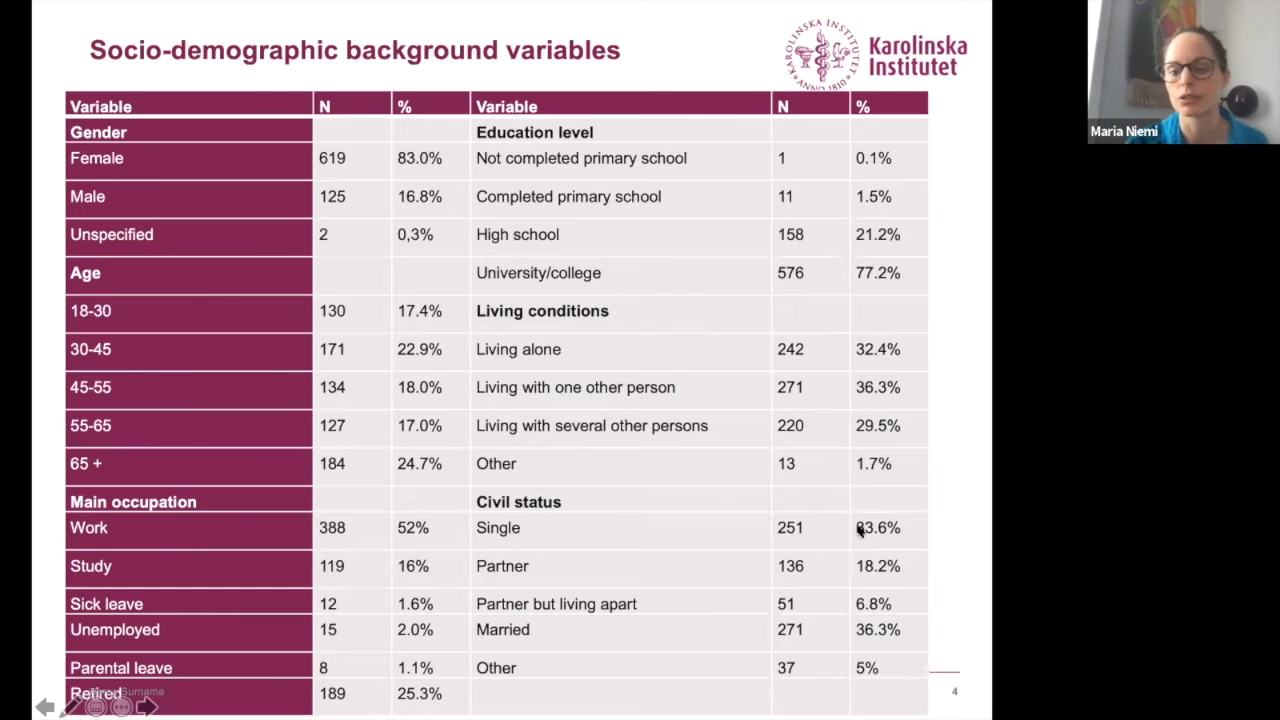 Socio-demographic background variables
KAROLINSKA INSTITUTET ANNO 1810
Karolinska
Institutet
Maria Niemi
Variable N % Variable N %
Gender Education level
Female 619 83.0% Not completed primary school 1 0.1%
Male 125 16.8% Completed primary school 11 1.5%
Unspecified 2 0,3% High school 158 21.2%
Age University/college 576 77.2%
18-30 130 17.4% Living conditions
30-45 171 22.9% Living alone 242 32.4%
45-55 134 18.0% Living with one other person 271 36.3%
55-65 127 17.0% Living with several other persons 220 29.5%
65 + 184 24.7% Other 13 1.7%
Main occupation Civil status
Work 388 52% Single 251 33.6%
Study 119 16% Partner 136 18.2%
Sick leave 12 1.6% Partner but living apart 51 6.8%
Unemployed 15 2.0% Married 271 36.3%
Parental leave 8 1.1% Other 37 5%
Retired 189 25.3%
Surname
4